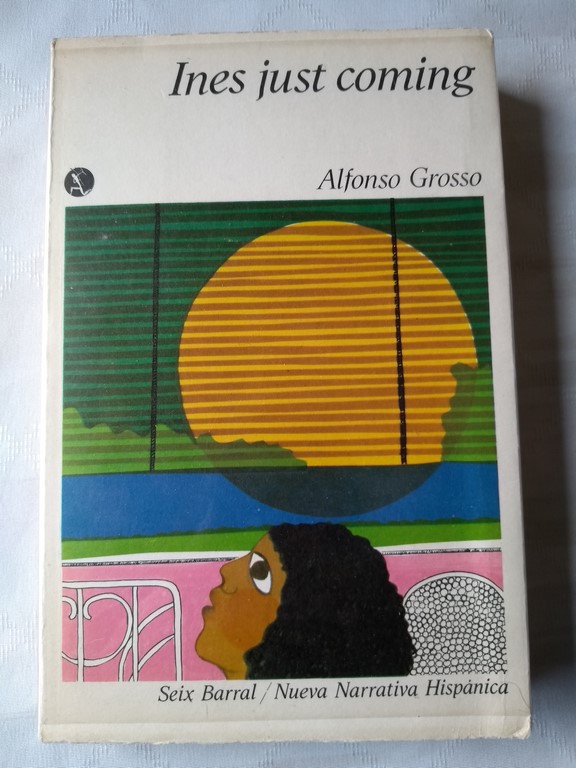 Ines just coming
Alfonso Grosso
Seix Barral / Nueva Narrativa Hispánica